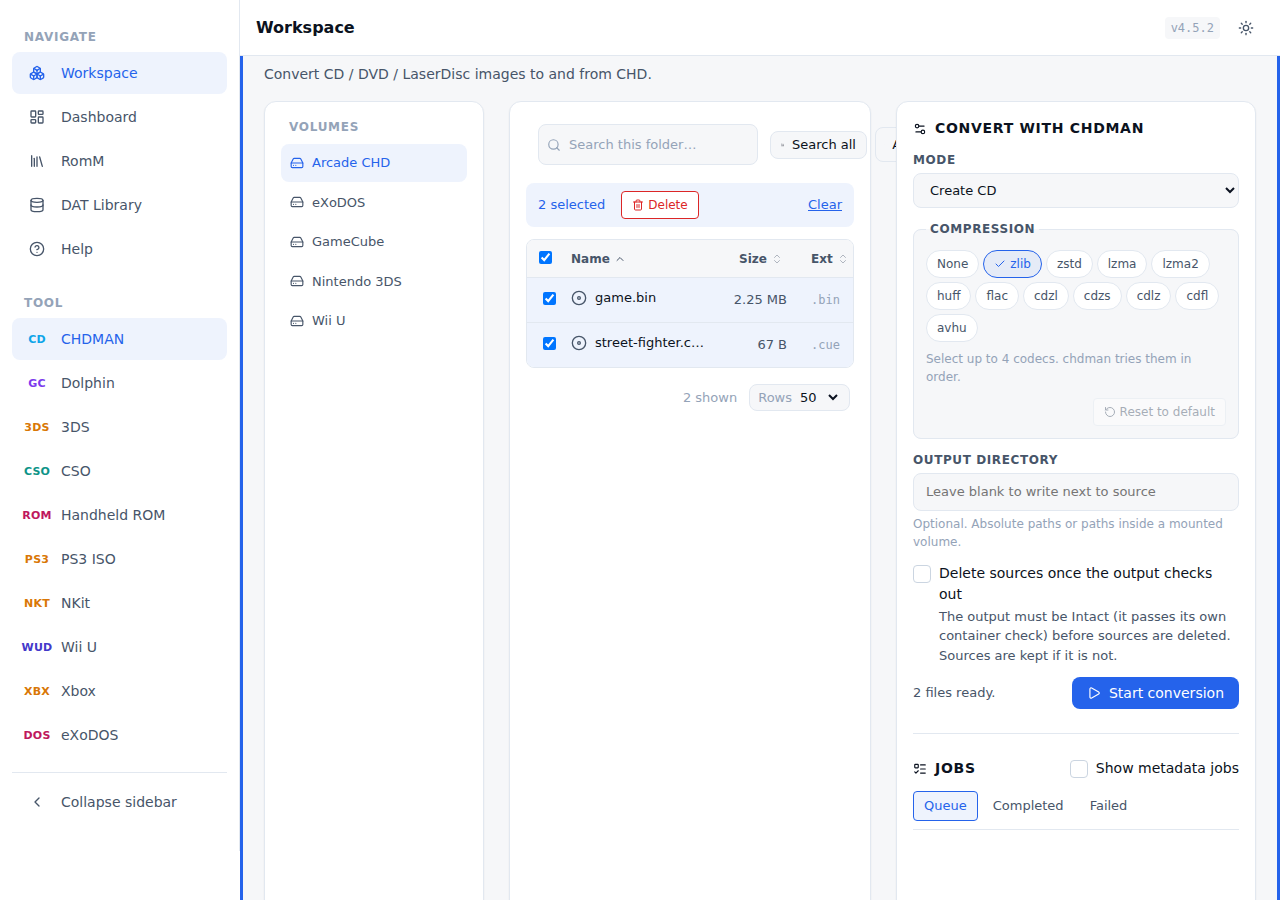 NAVIGATE
Workspace
Dashboard
RomM
DAT Library
Help
TOOL
CD CHDMAN
GC Dolphin
3DS 3DS
CSO CSO
ROM Handheld ROM
PS3 PS3 ISO
NKT NKit
WUD Wii U
XBX Xbox
DOS eXoDOS
Collapse sidebar
Workspace
v4.5.2
Convert CD / DVD / LaserDisc images to and from CHD.
VOLUMES
Arcade CHD
eXoDOS
GameCube
Nintendo 3DS
Wii U
Search this folder…
Search all
2 selected
Delete
Clear
Name
Size
Ext
game.bin
2.25 MB
.bin
street-fighter.c…
67 B
.cue
2 shown
Rows 50
CONVERT WITH CHDMAN
MODE
Create CD
COMPRESSION
None zlib zstd lzma lzma2
huff flac cdzl cdzs cdlz cdfl
avhu
Select up to 4 codecs. chdman tries them in
order.
Reset to default
OUTPUT DIRECTORY
Leave blank to write next to source
Optional. Absolute paths or paths inside a mounted
volume.
Delete sources once the output checks
out
The output must be Intact (it passes its own
container check) before sources are deleted.
Sources are kept if it is not.
2 files ready.
Start conversion
JOBS
Show metadata jobs
Queue
Completed
Failed